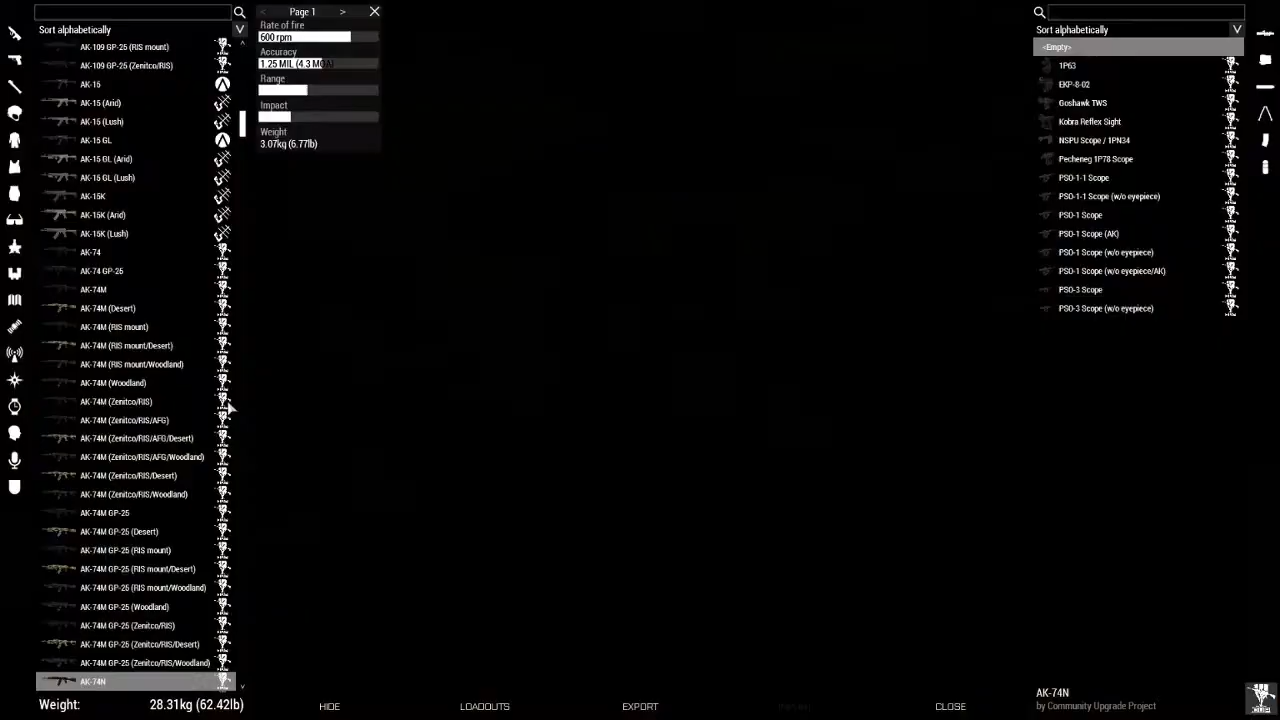 Sort alphabetically
AK-109 GP-25 (RIS mount)
AK-109 GP-25 (Zenitco/RIS)
AK-15
AK-15 (Arid)
AK-15 (Lush)
AK-15 GL
AK-15 GL (Arid)
AK-15 GL (Lush)
AK-15K
AK-15K (Arid)
AK-15K (Lush)
AK-74
AK-74 GP-25
AK-74M
AK-74M (Desert)
AK-74M (RIS mount)
AK-74M (RIS mount/Desert)
AK-74M (RIS mount/Woodland)
AK-74M (Woodland)
AK-74M (Zenitco/RIS)
AK-74M (Zenitco/RIS/AFG)
AK-74M (Zenitco/RIS/AFG/Desert)
AK-74M (Zenitco/RIS/AFG/Woodland)
AK-74M (Zenitco/RIS/Desert)
AK-74M (Zenitco/RIS/Woodland)
AK-74M GP-25
AK-74M GP-25 (Desert)
AK-74M GP-25 (RIS mount)
AK-74M GP-25 (RIS mount/Desert)
AK-74M GP-25 (RIS mount/Woodland)
AK-74M GP-25 (Woodland)
AK-74M GP-25 (Zenitco/RIS)
AK-74M GP-25 (Zenitco/RIS/Desert)
AK-74M GP-25 (Zenitco/RIS/Woodland)
AK-74N
Weight: 28.31kg (62.42lb)
< Page 1 >
Rate of fire
600 rpm
Accuracy
1.25 MIL (4.3 MOA)
Range
Impact
Weight
3.07kg (6.77lb)
HIDE LOADOUTS EXPORT CLOSE
Sort alphabetically
<Empty>
1P63
EKP-8-02
Goshawk TWS
Kobra Reflex Sight
NSPU Scope / 1PN34
Pecheneg 1P78 Scope
PSO-1-1 Scope
PSO-1-1 Scope (w/o eyepiece)
PSO-1 Scope
PSO-1 Scope (AK)
PSO-1 Scope (w/o eyepiece)
PSO-1 Scope (w/o eyepiece/AK)
PSO-3 Scope
PSO-3 Scope (w/o eyepiece)
AK-74N
by Community Upgrade Project